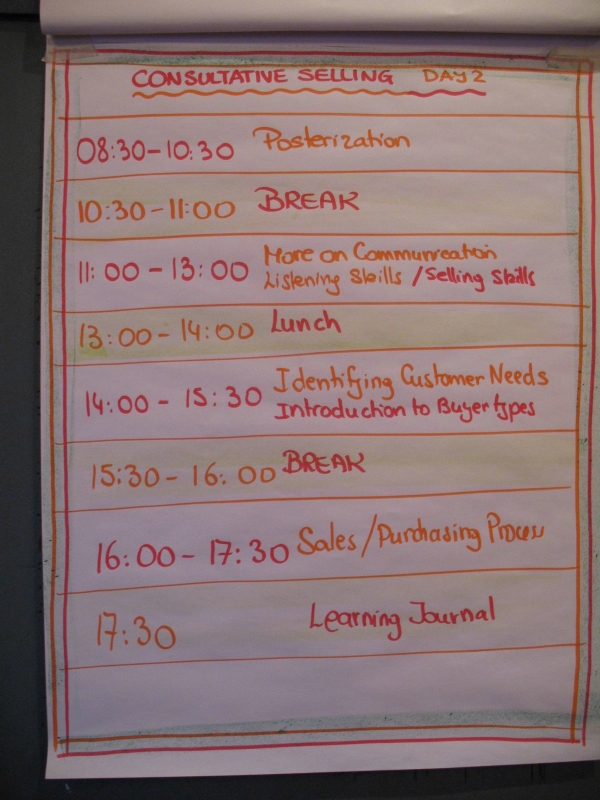 CONSULTATIVE SELLING DAY 2
08:30-10:30 Posterization
10:30-11:00 BREAK
11:00-13:00 More on Communication
Listening Skills / Selling Skills
13:00-14:00 Lunch
14:00-15:30 Identifying Customer Needs
Introduction to Buyer types
15:30-16:00 BREAK
16:00-17:30 Sales/Purchasing Process
17:30 Learning Journal